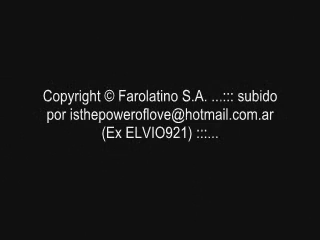 Copyright © Farolatino S.A. ...::: subido
por isthepoweroflove@hotmail.com.ar
(Ex ELVIO921) :::...